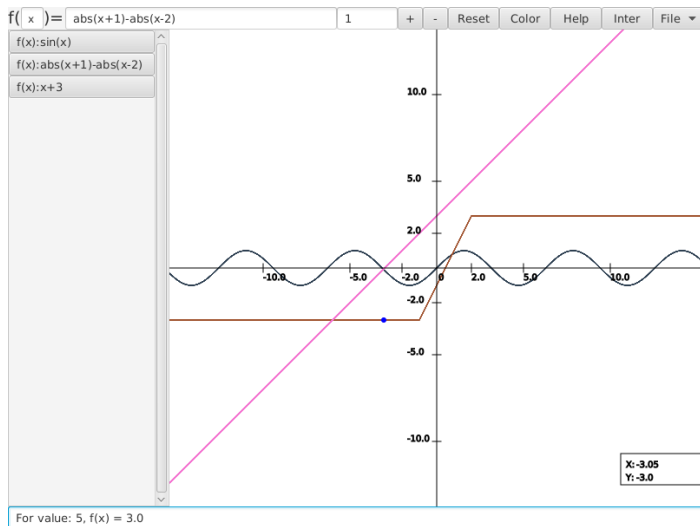 f( x )= abs(x+1)-abs(x-2) 1 + - Reset Color Help Inter File
f(x):sin(x)
f(x):abs(x+1)-abs(x-2)
f(x):x+3
10.0
5.0
2.0
-10.0 -5.0 -2.0 0 2.0 5.0 10.0
-2.0
-5.0
-10.0
X:-3.05
Y:-3.0
For value: 5, f(x) = 3.0